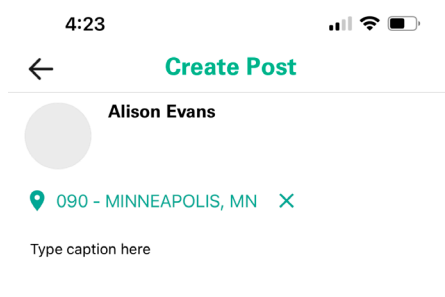 4:23
Create Post
Alison Evans
090 - MINNEAPOLIS, MN
Type caption here